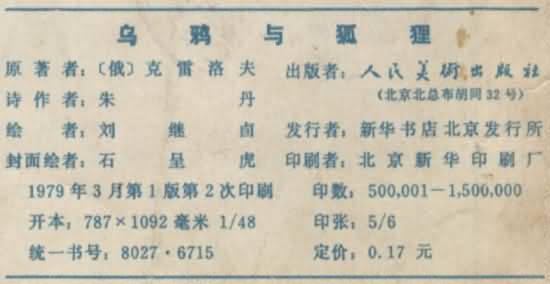 乌鸦与狐狸
原著者：〔俄〕克雷洛夫 出版者：人民美术出版社
诗作者：朱丹 （北京北总布胡同32号）
绘者：刘继卣 发行者：新华书店北京发行所
封面绘者：石呈虎 印刷者：北京新华印刷厂
1979年3月第1版第2次印刷 印数：500,001—1,500,000
开本：787×1092毫米 1/48 印张：5/6
统一书号：8027·6715 定价：0.17 元